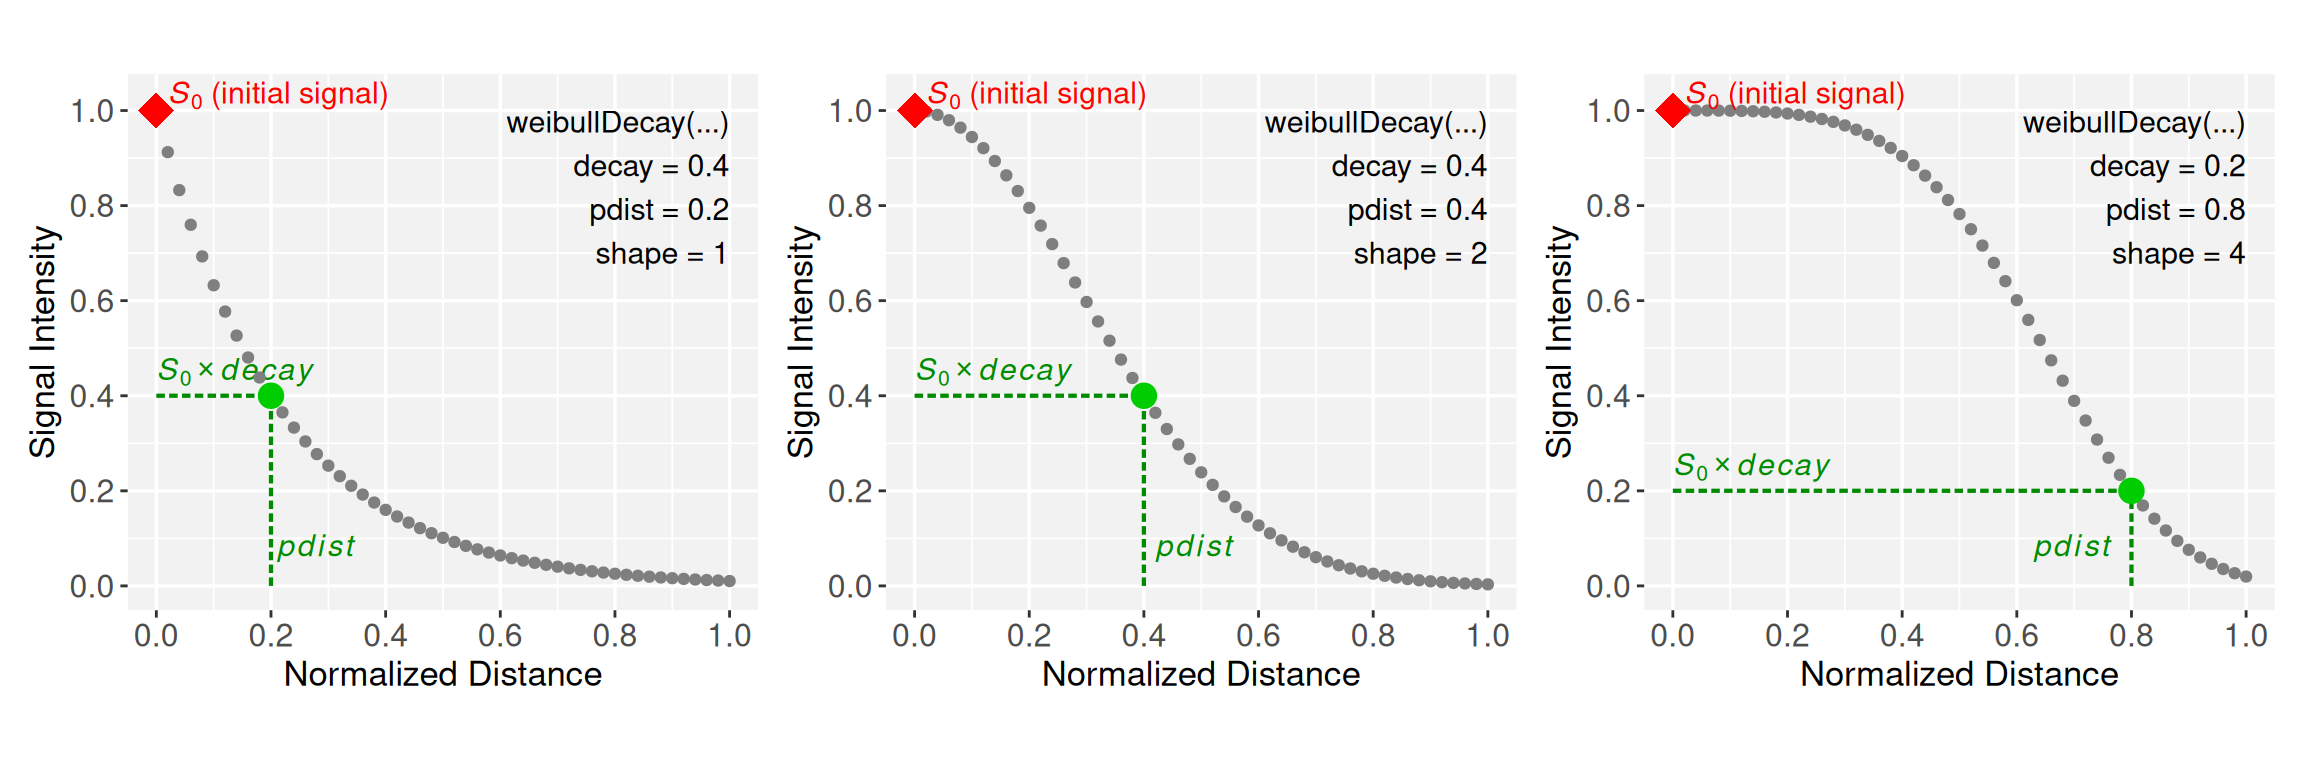 S0 (initial signal)
weibullDecay(...)
decay = 0.4
pdist = 0.2
shape = 1
S0 × decay
pdist
1.0
0.8
0.6
0.4
0.2
0.0
0.0 0.2 0.4 0.6 0.8 1.0
Signal Intensity
Normalized Distance
S0 (initial signal)
weibullDecay(...)
decay = 0.4
pdist = 0.4
shape = 2
S0 × decay
pdist
1.0
0.8
0.6
0.4
0.2
0.0
0.0 0.2 0.4 0.6 0.8 1.0
Signal Intensity
Normalized Distance
S0 (initial signal)
weibullDecay(...)
decay = 0.2
pdist = 0.8
shape = 4
S0 × decay
pdist
1.0
0.8
0.6
0.4
0.2
0.0
0.0 0.2 0.4 0.6 0.8 1.0
Signal Intensity
Normalized Distance